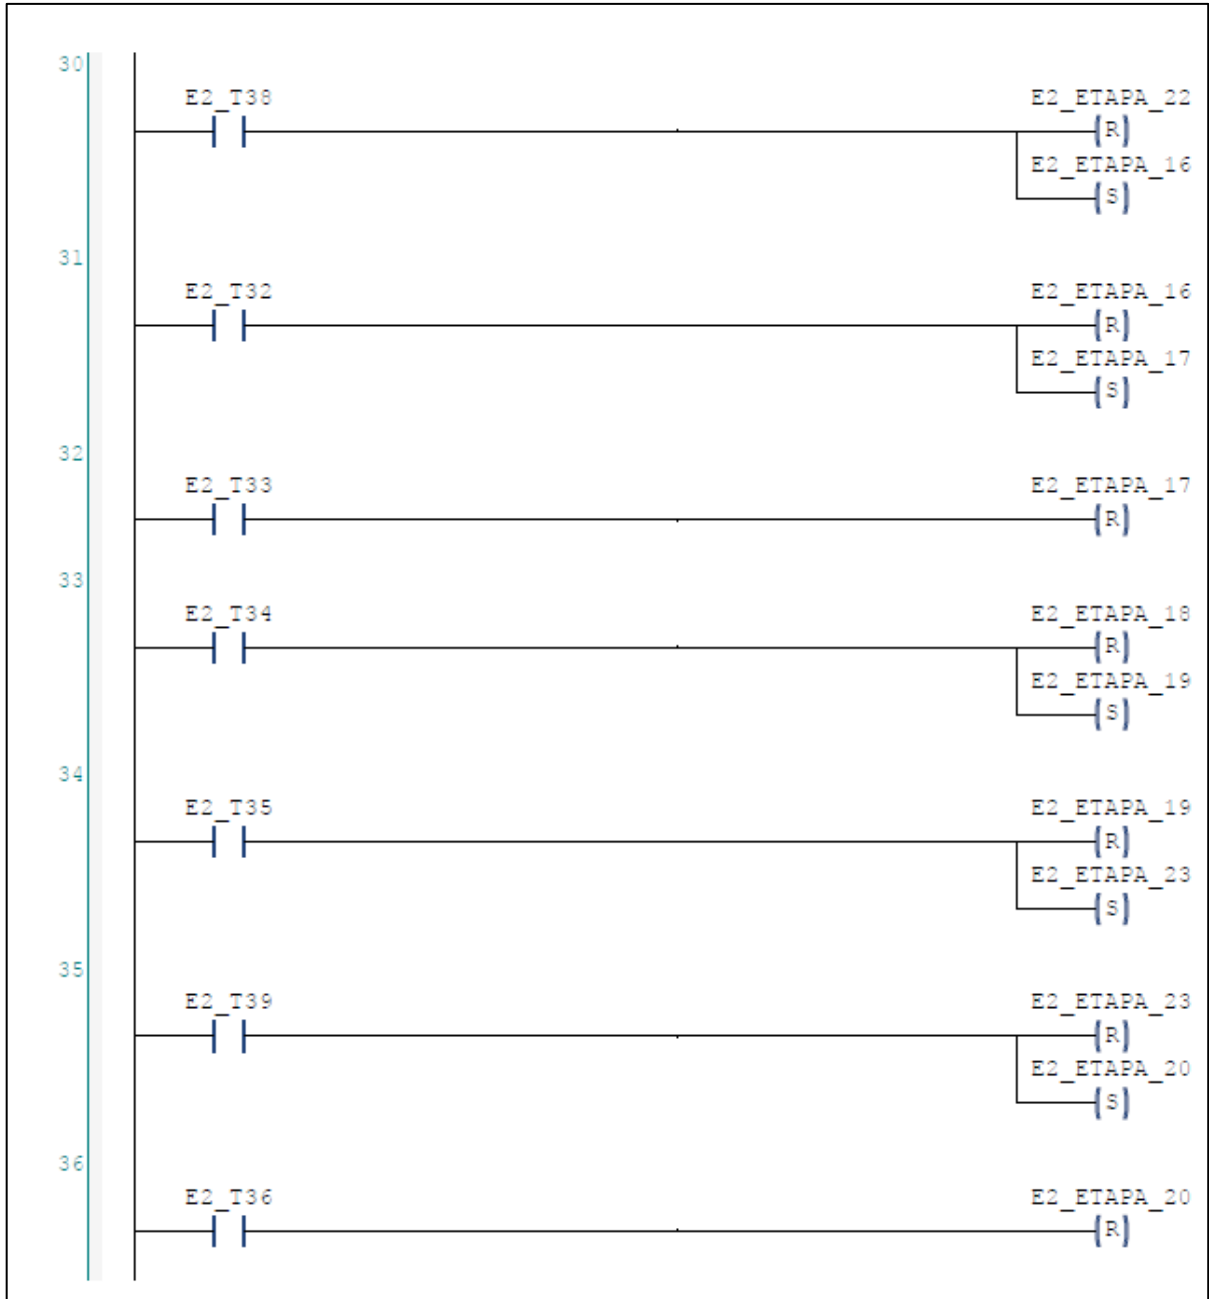 30
E2_T38 E2_ETAPA_22
R
E2_ETAPA_16
S
31
E2_T32 E2_ETAPA_16
R
E2_ETAPA_17
S
32
E2_T33 E2_ETAPA_17
R
33
E2_T34 E2_ETAPA_18
R
E2_ETAPA_19
S
34
E2_T35 E2_ETAPA_19
R
E2_ETAPA_23
S
35
E2_T39 E2_ETAPA_23
R
E2_ETAPA_20
S
36
E2_T36 E2_ETAPA_20
R